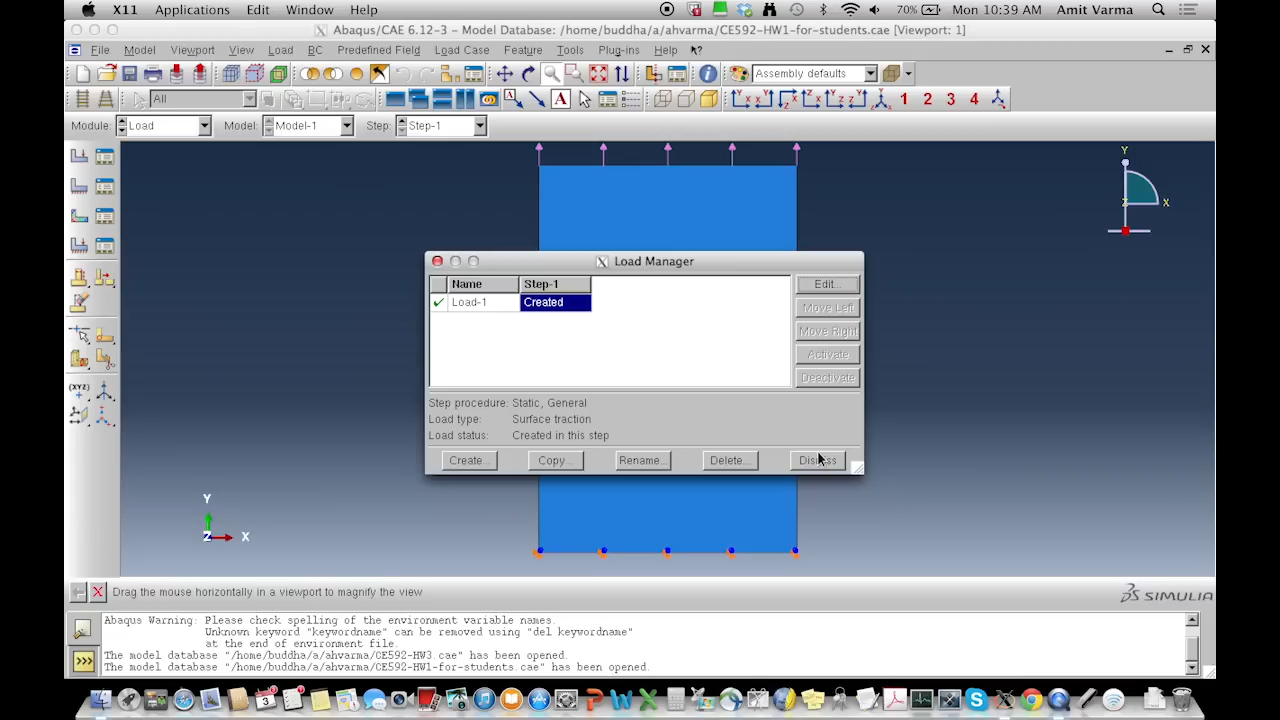 X11 Applications Edit Window Help 70% Mon 10:39 AM Amit Varma
X Abaqus/CAE 6.12-3 - Model Database: /home/buddha/a/ahvarma/CE592-HW1-for-students.cae [Viewport: 1]
File Model Viewport View Load BC Predefined Field Load Case Feature Tools Plug-ins Help
Assembly defaults
All
1 2 3 4
Module: Load Model: Model-1 Step: Step-1
Y
Z X
X Load Manager
Name Step-1 Edit...
Load-1 Created
Move Left
Move Right
Activate
Deactivate
Step procedure: Static, General
Load type: Surface traction
Load status: Created in this step
Create... Copy... Rename... Delete... Dismiss
(XYZ)
Y
Z X
Drag the mouse horizontally in a viewport to magnify the view
SIMULIA
Abaqus Warning: Please check spelling of the environment variable names.
Unknown keyword "keywordname" can be removed using "del keywordname"
at the end of environment file.
The model database "/home/buddha/a/ahvarma/CE592-HW3.cae" has been opened.
The model database "/home/buddha/a/ahvarma/CE592-HW1-for-students.cae" has been opened.
>>>